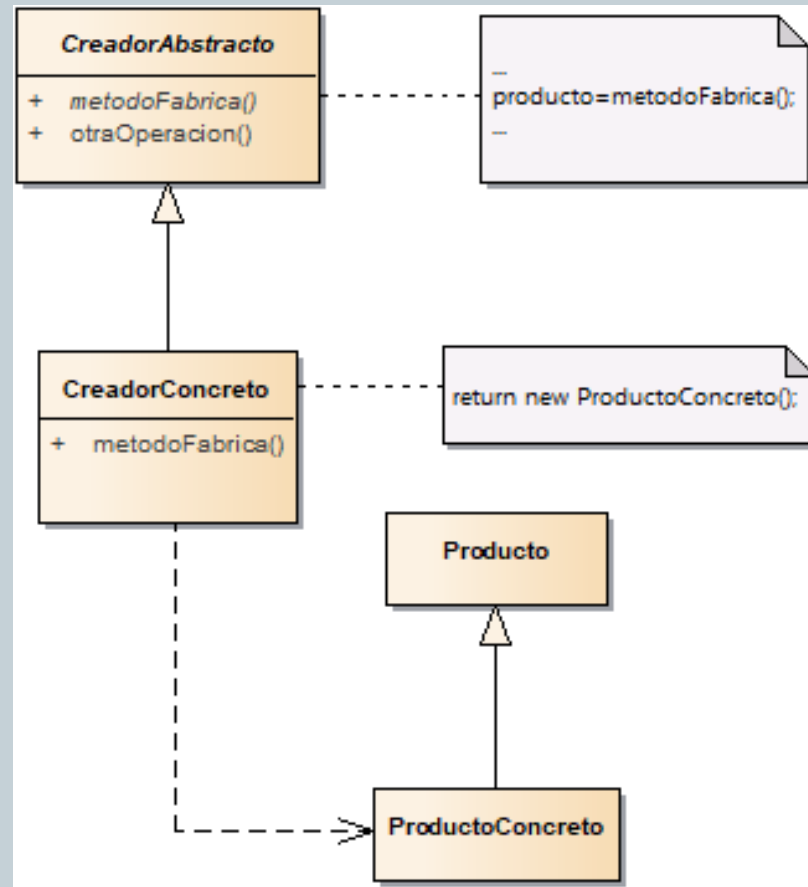 CreadorAbstracto
+ metodoFabrica()
+ otraOperacion()
...
producto=metodoFabrica();
...
CreadorConcreto
+ metodoFabrica()
return new ProductoConcreto();
Producto
ProductoConcreto